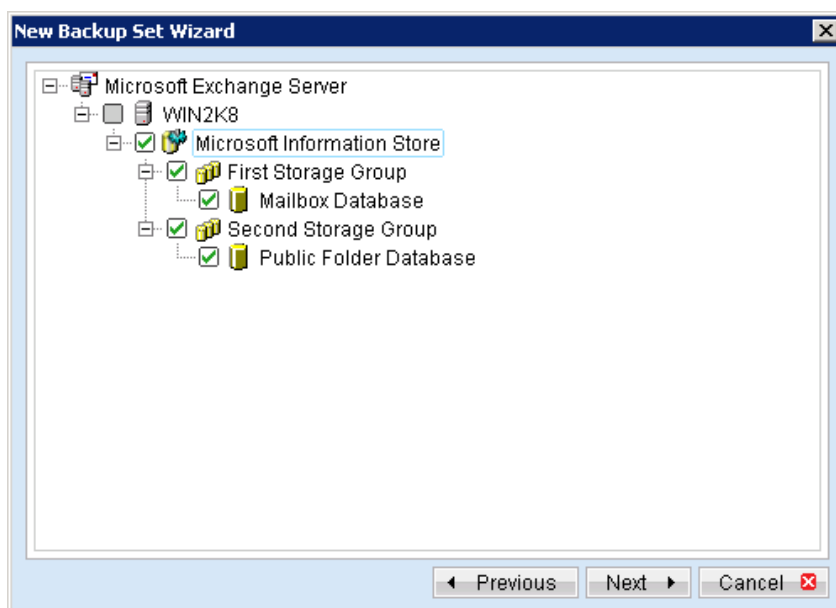 New Backup Set Wizard
Microsoft Exchange Server
WIN2K8
Microsoft Information Store
First Storage Group
Mailbox Database
Second Storage Group
Public Folder Database
Previous Next Cancel